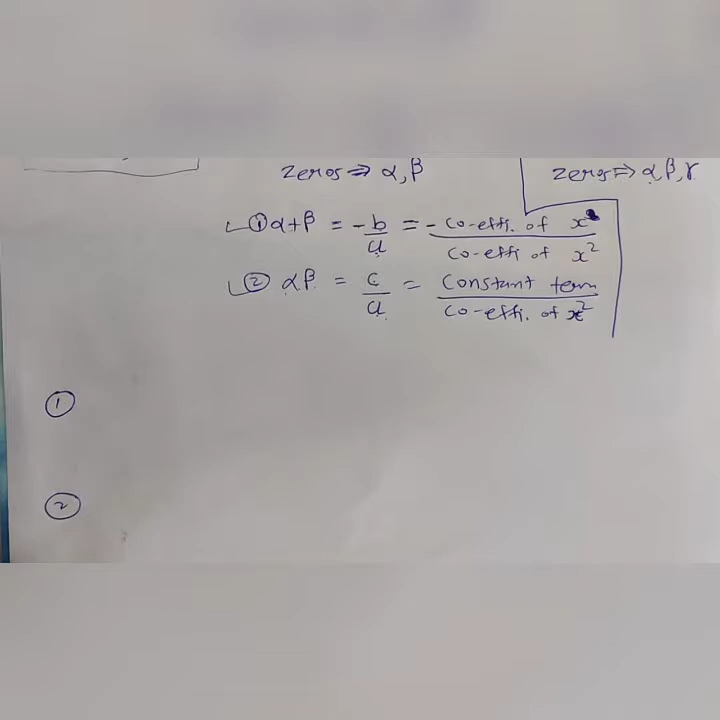 zeros ⇒ α, β
zeros ⇒ α, β, γ
① α+β = -b/a = - co-effi. of x / co-effi of x²
② αβ = c/a = constant term / co-effi. of x²
①
②